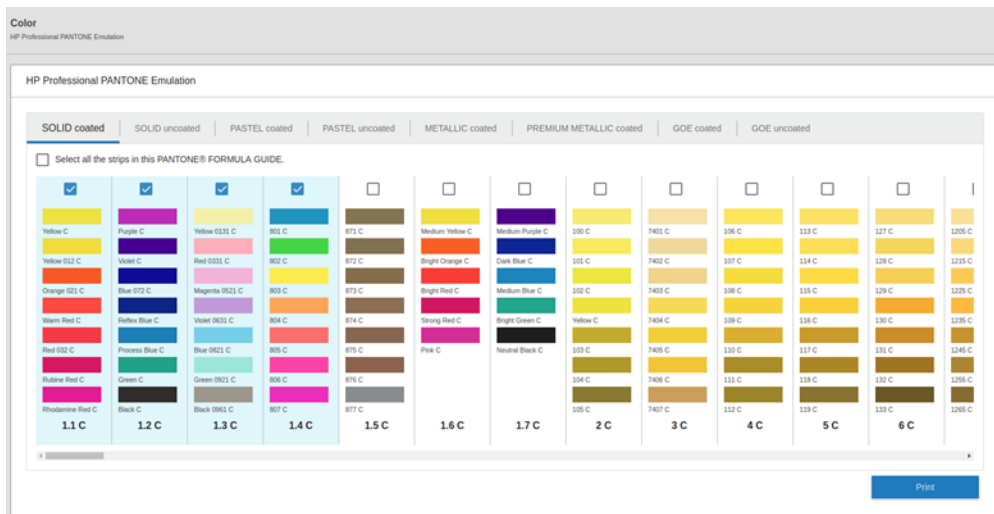 Color
HP Professional PANTONE Emulation
HP Professional PANTONE Emulation
SOLID coated SOLID uncoated PASTEL coated PASTEL uncoated METALLIC coated PREMIUM METALLIC coated GOE coated GOE uncoated
Select all the strips in this PANTONE® FORMULA GUIDE.
Yellow C Purple C Yellow 0131 C 801 C 871 C Medium Yellow C Medium Purple C 100 C 7401 C 106 C 113 C 127 C 1205 C
Yellow 012 C Violet C Red 0331 C 802 C 872 C Bright Orange C Dark Blue C 101 C 7402 C 107 C 114 C 128 C 1215 C
Orange 021 C Blue 072 C Magenta 0521 C 803 C 873 C Bright Red C Medium Blue C 102 C 7403 C 108 C 115 C 129 C 1225 C
Warm Red C Reflex Blue C Violet 0631 C 804 C 874 C Strong Red C Bright Green C Yellow C 7404 C 109 C 116 C 130 C 1235 C
Red 032 C Process Blue C Blue 0821 C 805 C 875 C Pink C Neutral Black C 103 C 7405 C 110 C 117 C 131 C 1245 C
Rubine Red C Green C Green 0921 C 806 C 876 C 104 C 7406 C 111 C 118 C 132 C 1255 C
Rhodamine Red C Black C Black 0961 C 807 C 877 C 105 C 7407 C 112 C 119 C 133 C 1265 C
1.1 C 1.2 C 1.3 C 1.4 C 1.5 C 1.6 C 1.7 C 2 C 3 C 4 C 5 C 6 C
Print